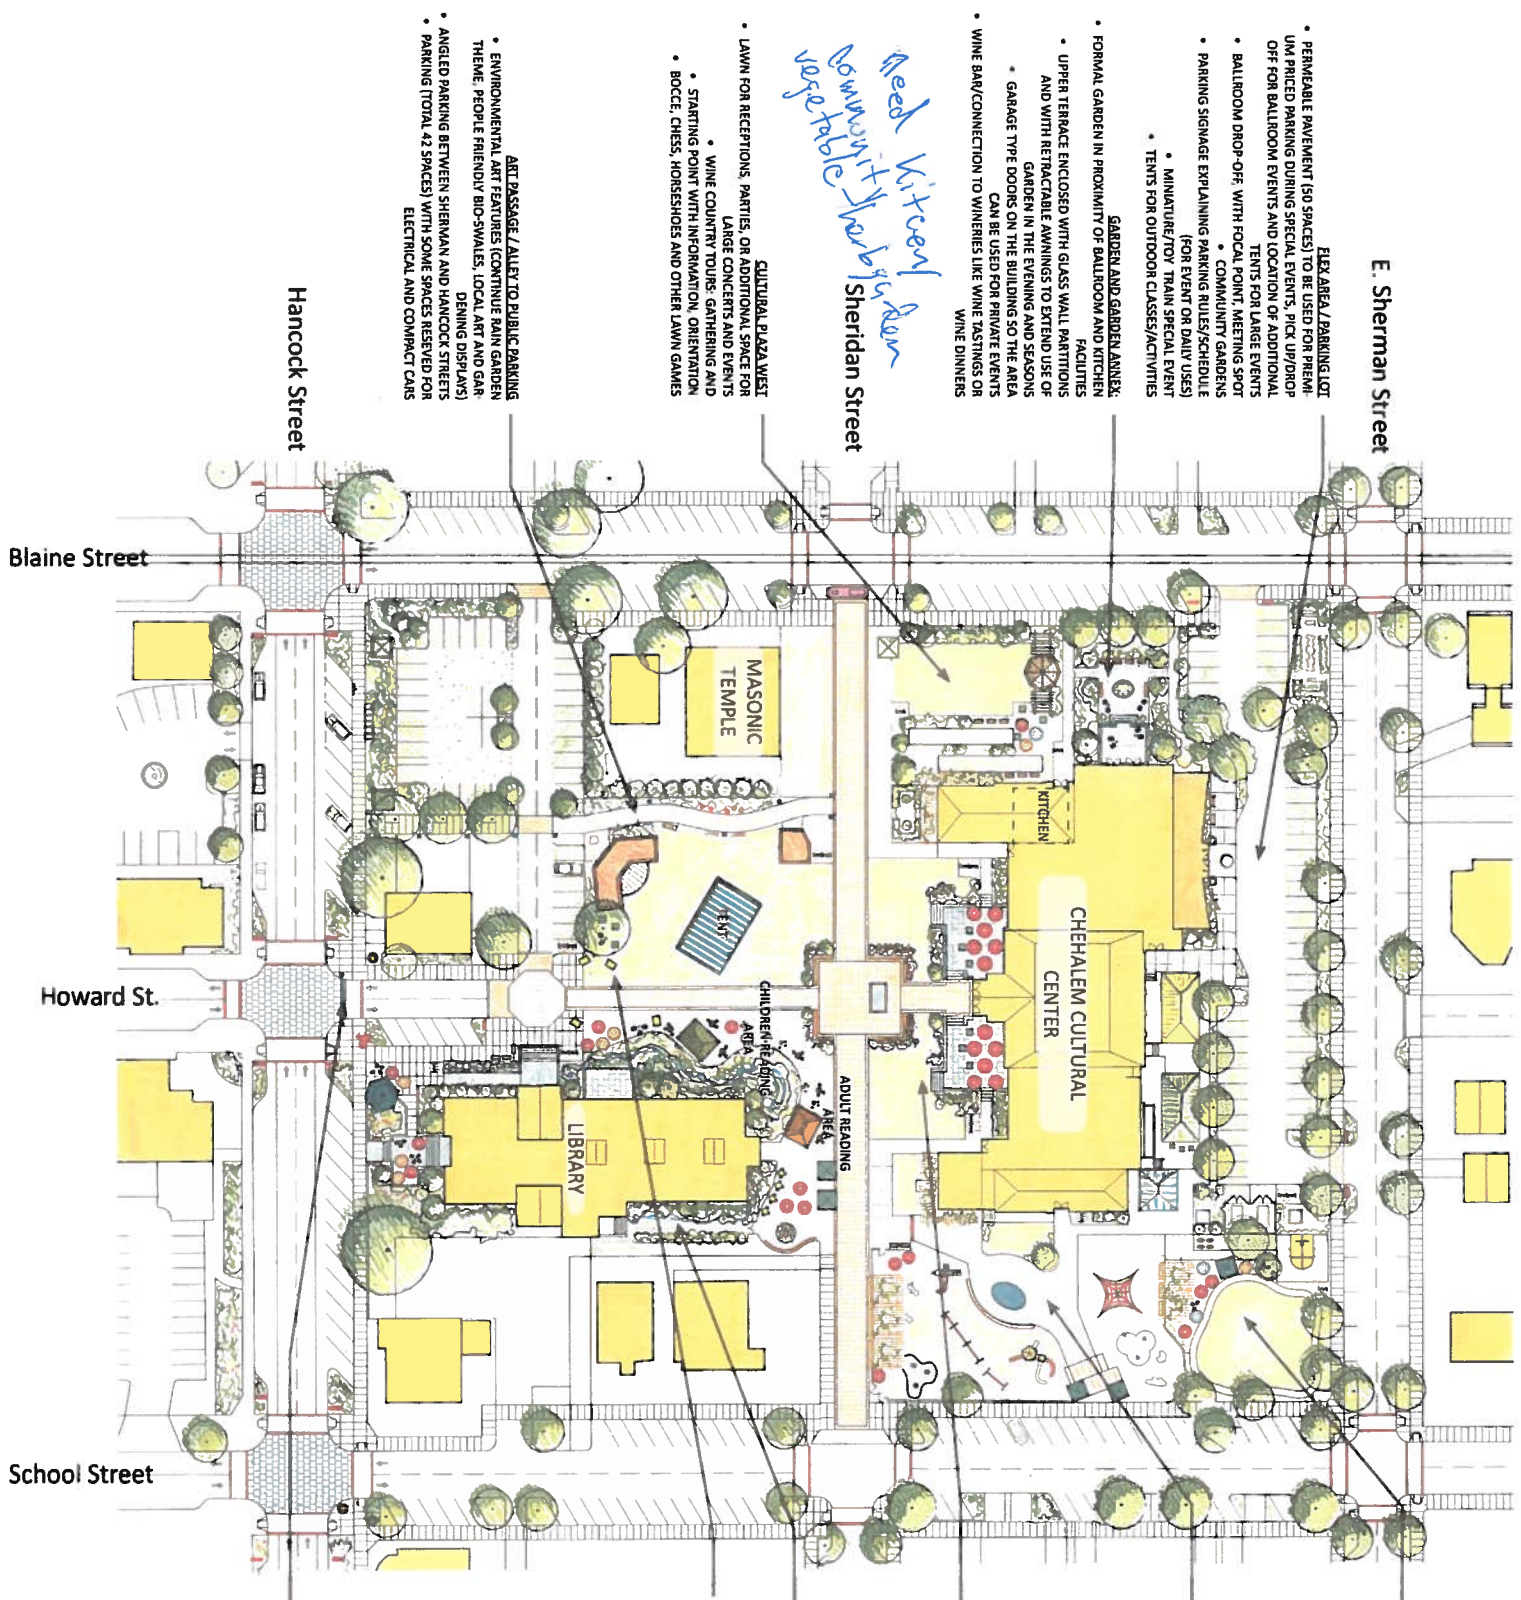 E. Sherman Street
FLEX AREA / PARKING LOT
• PERMEABLE PAVEMENT (50 SPACES) TO BE USED FOR PREMI-
UM PRICED PARKING DURING SPECIAL EVENTS, PICK UP/DROP
OFF FOR BALLROOM EVENTS AND LOCATION OF ADDITIONAL
TENTS FOR LARGE EVENTS
• BALLROOM DROP-OFF, WITH FOCAL POINT, MEETING SPOT
• COMMUNITY GARDENS
• PARKING SIGNAGE EXPLAINING PARKING RULES/SCHEDULE
(FOR EVENT OR DAILY USES)
• MINIATURE/TOY TRAIN SPECIAL EVENT
• TENTS FOR OUTDOOR CLASSES/ACTIVITIES
GARDEN AND GARDEN ANNEX:
• FORMAL GARDEN IN PROXIMITY OF BALLROOM AND KITCHEN
FACILITIES
• UPPER TERRACE ENCLOSED WITH GLASS WALL PARTITIONS
AND WITH RETRACTABLE AWNINGS TO EXTEND USE OF
GARDEN IN THE EVENING AND SEASONS
• GARAGE TYPE DOORS ON THE BUILDING SO THE AREA
CAN BE USED FOR PRIVATE EVENTS
• WINE BAR/CONNECTION TO WINERIES LIKE WINE TASTINGS OR
WINE DINNERS
Need Kitchen/
community
vegetable/herb garden
Sheridan Street
CULTURAL PLAZA WEST
• LAWN FOR RECEPTIONS, PARTIES, OR ADDITIONAL SPACE FOR
LARGE CONCERTS AND EVENTS
• WINE COUNTRY TOURS: GATHERING AND
STARTING POINT WITH INFORMATION, ORIENTATION
• BOCCE, CHESS, HORSESHOES AND OTHER LAWN GAMES
ART PASSAGE / ALLEY TO PUBLIC PARKING
• ENVIRONMENTAL ART FEATURES (CONTINUE RAIN GARDEN
THEME, PEOPLE FRIENDLY BIO-SWALES, LOCAL ART AND GAR-
DENING DISPLAYS)
• ANGLED PARKING BETWEEN SHERMAN AND HANCOCK STREETS
• PARKING (TOTAL 42 SPACES) WITH SOME SPACES RESEVED FOR
ELECTRICAL AND COMPACT CARS
Hancock Street
Blaine Street
Howard St.
School Street
MASONIC
TEMPLE
KITCHEN
CHEHALEM CULTURAL
CENTER
TENT
CHILDREN READING
AREA
ADULT READING
AREA
LIBRARY